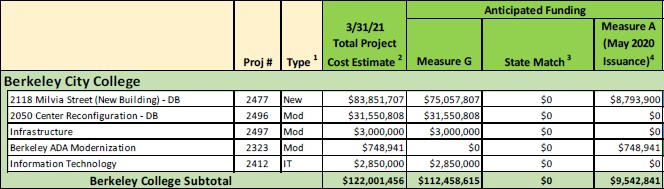 Anticipated Funding
Proj # Type 1 3/31/21 Total Project Cost Estimate 2 Measure G State Match 3 Measure A (May 2020 Issuance)4
Berkeley City College
2118 Milvia Street (New Building) - DB 2477 New $83,851,707 $75,057,807 $0 $8,793,900
2050 Center Reconfiguration - DB 2496 Mod $31,550,808 $31,550,808 $0 $0
Infrastructure 2497 Mod $3,000,000 $3,000,000 $0 $0
Berkeley ADA Modernization 2323 Mod $748,941 $0 $0 $748,941
Information Technology 2412 IT $2,850,000 $2,850,000 $0 $0
Berkeley College Subtotal $122,001,456 $112,458,615 $0 $9,542,841